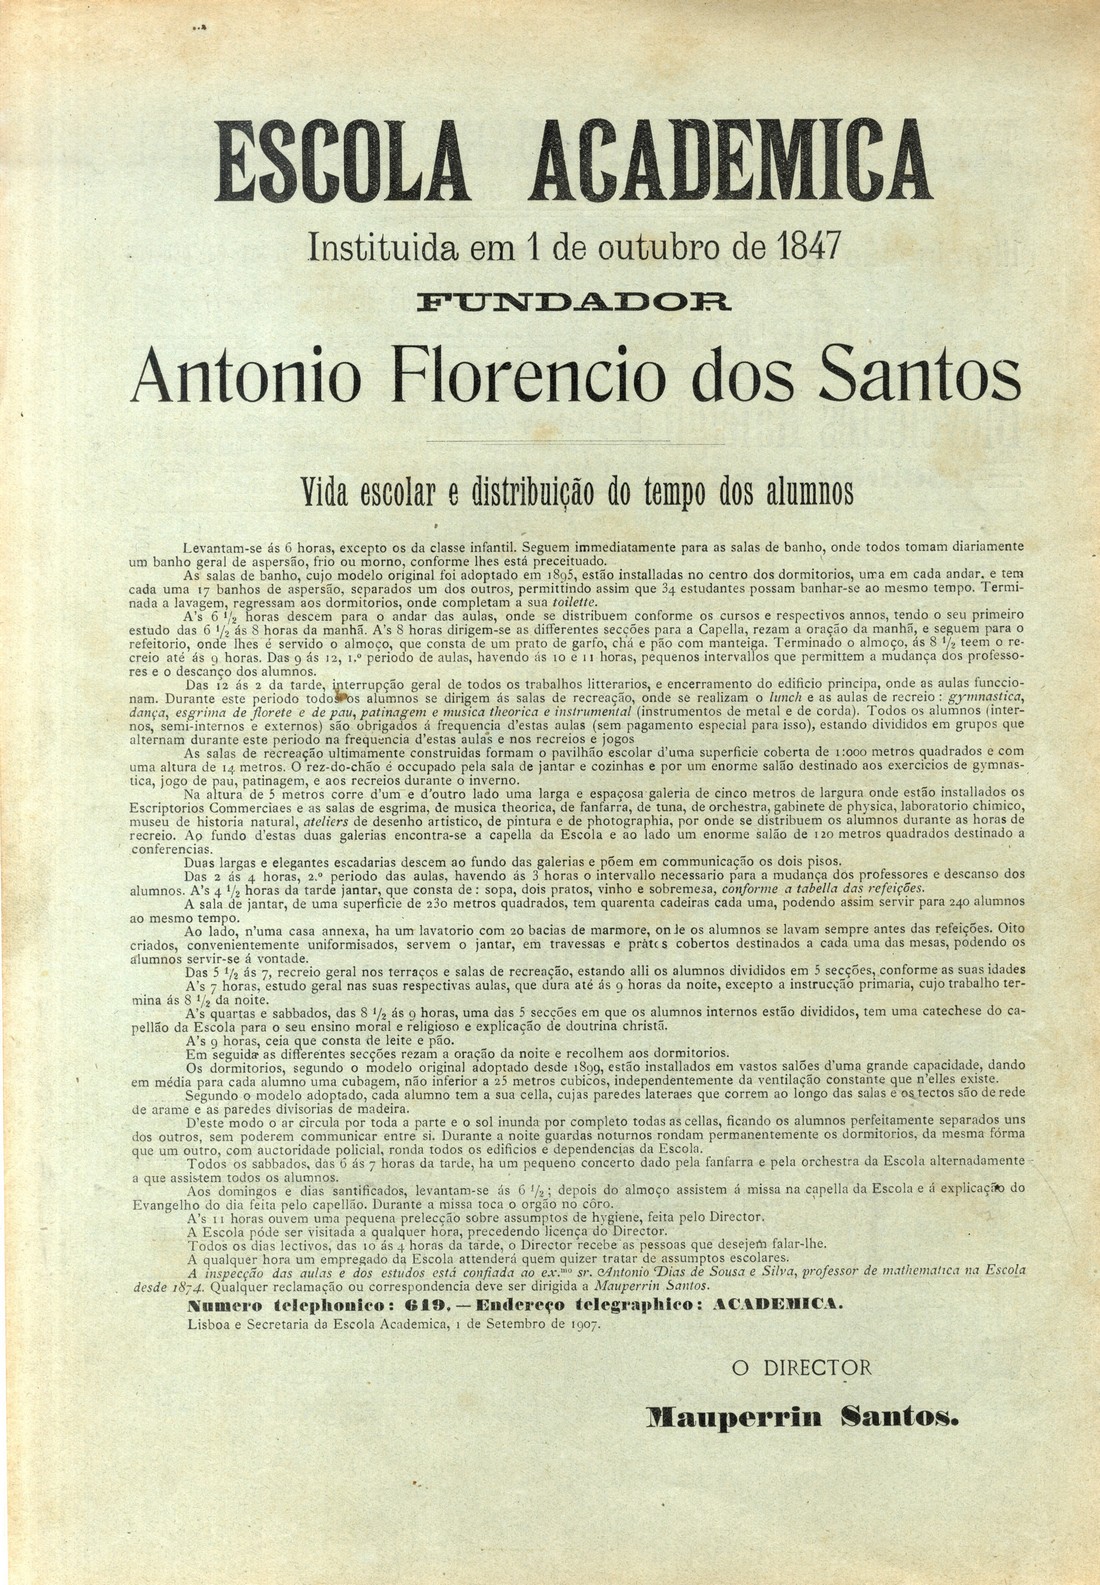 ESCOLA ACADEMICA
Instituida em 1 de outubro de 1847
FUNDADOR
Antonio Florencio dos Santos
Vida escolar e distribuição do tempo dos alumnos
Levantam-se ás 6 horas, excepto os da classe infantil. Seguem immediatamente para as salas de banho, onde todos tomam diariamente
um banho geral de aspersão, frio ou morno, conforme lhes está preceituado.
As salas de banho, cujo modelo original foi adoptado em 1895, estão installadas no centro dos dormitorios, uma em cada andar, e tem
cada uma 17 banhos de aspersão, separados um dos outros, permittindo assim que 34 estudantes possam banhar-se ao mesmo tempo. Termi-
nada a lavagem, regressam aos dormitorios, onde completam a sua toilette.
A's 6 1/2 horas descem para o andar das aulas, onde se distribuem conforme os cursos e respectivos annos, tendo o seu primeiro
estudo das 6 1/2 ás 8 horas da manhã. A's 8 horas dirigem-se as differentes secções para a Capella, rezam a oração da manhã, e seguem para o
refeitorio, onde lhes é servido o almoço, que consta de um prato de garfo, chá e pão com manteiga. Terminado o almoço, ás 8 1/2 teem o re-
creio até ás 9 horas. Das 9 ás 12, 1.º periodo de aulas, havendo ás 10 e 11 horas, pequenos intervallos que permittem a mudança dos professo-
res e o descanço dos alumnos.
Das 12 ás 2 da tarde, interrupção geral de todos os trabalhos litterarios, e encerramento do edificio principa, onde as aulas funccio-
nam. Durante este periodo todos os alumnos se dirigem ás salas de recreação, onde se realizam o lunch e as aulas de recreio: gymnastica,
dança, esgrima de florete e de pau, patinagem e musica theorica e instrumental (instrumentos de metal e de corda). Todos os alumnos (inter-
nos, semi-internos e externos) são obrigados á frequencia d'estas aulas (sem pagamento especial para isso), estando divididos em grupos que
alternam durante este periodo na frequencia d'estas aulas e nos recreios e jogos
As salas de recreação ultimamente construidas formam o pavilhão escolar d'uma superficie coberta de 1:000 metros quadrados e com
uma altura de 14 metros. O rez-do-chão é occupado pela sala de jantar e cozinhas e por um enorme salão destinado aos exercicios de gymnas-
tica, jogo de pau, patinagem, e aos recreios durante o inverno.
Na altura de 5 metros corre d'um e d'outro lado uma larga e espaçosa galeria de cinco metros de largura onde estão installados os
Escriptorios Commerciaes e as salas de esgrima, de musica theorica, de fanfarra, de tuna, de orchestra, gabinete de physica, laboratorio chimico,
museu de historia natural, ateliers de desenho artistico, de pintura e de photographia, por onde se distribuem os alumnos durante as horas de
recreio. Ao fundo d'estas duas galerias encontra-se a capella da Escola e ao lado um enorme salão de 120 metros quadrados destinado a
conferencias.
Duas largas e elegantes escadarias descem ao fundo das galerias e põem em communicação os dois pisos.
Das 2 ás 4 horas, 2.º periodo das aulas, havendo ás 3 horas o intervallo necessario para a mudança dos professores e descanso dos
alumnos. A's 4 1/2 horas da tarde jantar, que consta de: sopa, dois pratos, vinho e sobremesa, conforme a tabella das refeições.
A sala de jantar, de uma superficie de 230 metros quadrados, tem quarenta cadeiras cada uma, podendo assim servir para 240 alumnos
ao mesmo tempo.
Ao lado, n'uma casa annexa, ha um lavatorio com 20 bacias de marmore, onde os alumnos se lavam sempre antes das refeições. Oito
criados, convenientemente uniformisados, servem o jantar, em travessas e pratos cobertos destinados a cada uma das mesas, podendo os
alumnos servir-se á vontade.
Das 5 1/2 ás 7, recreio geral nos terraços e salas de recreação, estando alli os alumnos divididos em 5 secções, conforme as suas idades
A's 7 horas, estudo geral nas suas respectivas aulas, que dura até ás 9 horas da noite, excepto a instrucção primaria, cujo trabalho ter-
mina ás 8 1/2 da noite.
A's quartas e sabbados, das 8 1/2 ás 9 horas, uma das 5 secções em que os alumnos internos estão divididos, tem uma catechese do ca-
pellão da Escola para o seu ensino moral e religioso e explicação de doutrina christã.
A's 9 horas, ceia que consta de leite e pão.
Em seguida as differentes secções rezam a oração da noite e recolhem aos dormitorios.
Os dormitorios, segundo o modelo original adoptado desde 1899, estão installados em vastos salões d'uma grande capacidade, dando
em média para cada alumno uma cubagem, não inferior a 25 metros cubicos, independentemente da ventilação constante que n'elles existe.
Segundo o modelo adoptado, cada alumno tem a sua cella, cujas paredes lateraes que correm ao longo das salas e os tectos são de rede
de arame e as paredes divisorias de madeira.
D'este modo o ar circula por toda a parte e o sol inunda por completo todas as cellas, ficando os alumnos perfeitamente separados uns
dos outros, sem poderem communicar entre si. Durante a noite guardas noturnos rondam permanentemente os dormitorios, da mesma fórma
que um outro, com auctoridade policial, ronda todos os edificios e dependencias da Escola.
Todos os sabbados, das 6 ás 7 horas da tarde, ha um pequeno concerto dado pela fanfarra e pela orchestra da Escola alternadamente
a que assistem todos os alumnos.
Aos domingos e dias santificados, levantam-se ás 6 1/2; depois do almoço assistem á missa na capella da Escola e á explicação do
Evangelho do dia feita pelo capellão. Durante a missa toca o orgão no côro.
A's 11 horas ouvem uma pequena prelecção sobre assumptos de hygiene, feita pelo Director.
A Escola póde ser visitada a qualquer hora, precedendo licença do Director.
Todos os dias lectivos, das 10 ás 4 horas da tarde, o Director recebe as pessoas que desejem falar-lhe.
A qualquer hora um empregado da Escola attenderá quem quizer tratar de assumptos escolares.
A inspecção das aulas e dos estudos está confiada ao ex.mo sr. Antonio Dias de Sousa e Silva, professor de mathematica na Escola
desde 1874. Qualquer reclamação ou correspondencia deve ser dirigida a Mauperrin Santos.
Numero telephonico: 619. — Endereço telegraphico: ACADEMICA.
Lisboa e Secretaria da Escola Academica, 1 de Setembro de 1907.
O DIRECTOR
Mauperrin Santos.